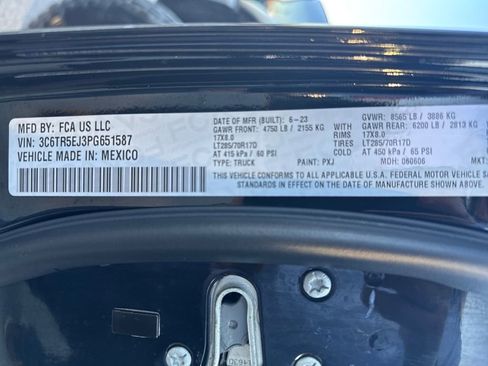 MFD BY: FCA US LLC
VIN: 3C6TR5EJ3PG651587
VEHICLE MADE IN: MEXICO
DATE OF MFR (BUILT): 6-23
GAWR FRONT: 4750 LB / 2155 KG
17X8.0
LT285/70R17D
AT 415 kPa / 60 PSI
TYPE: TRUCK
GVWR: 8565 LB / 3886 KG
GAWR REAR: 6200 LB / 2813 KG
RIMS 17X8.0
TIRES LT285/70R17D
COLD AT 450 kPa / 65 PSI
PAINT: PXJ MDH: 060606
THIS VEHICLE CONFORMS TO ALL APPLICABLE U.S.A. FEDERAL MOTOR VEHICLE
STANDARDS IN EFFECT ON THE DATE OF MANUFACTURE SHOWN ABOVE.